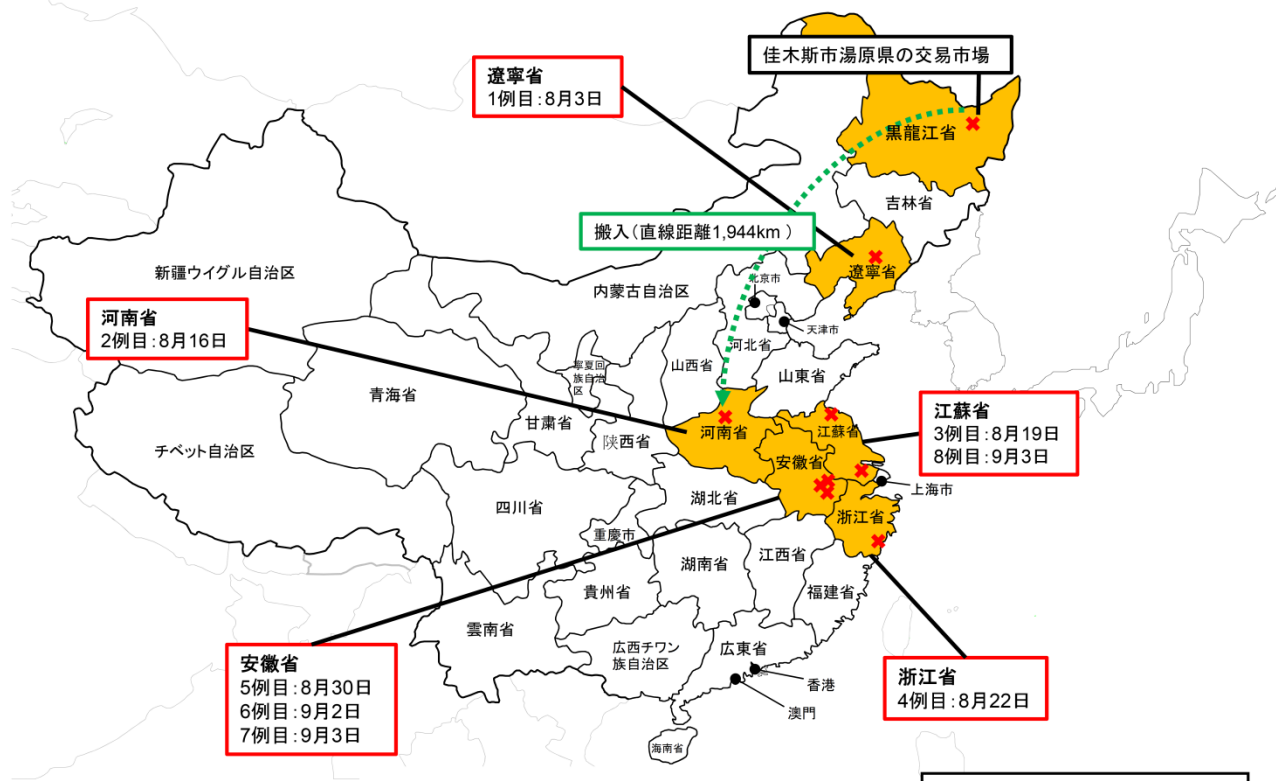 佳木斯市湯原県の交易市場
遼寧省
1例目：8月3日
黒龍江省
吉林省
搬入（直線距離1,944km ）
遼寧省
新疆ウイグル自治区
内蒙古自治区
北京市
天津市
河南省
2例目：8月16日
河北省
山西省
寧夏回
族自治
区
山東省
青海省
甘粛省
陕西省
河南省
江蘇省
江蘇省
3例目：8月19日
8例目：9月3日
チベット自治区
安徽省
上海市
四川省
湖北省
浙江省
重慶市
湖南省
江西省
貴州省
福建省
雲南省
広西チワン
族自治区
広東省
香港
澳門
海南省
安徽省
5例目：8月30日
6例目：9月2日
7例目：9月3日
浙江省
4例目：8月22日